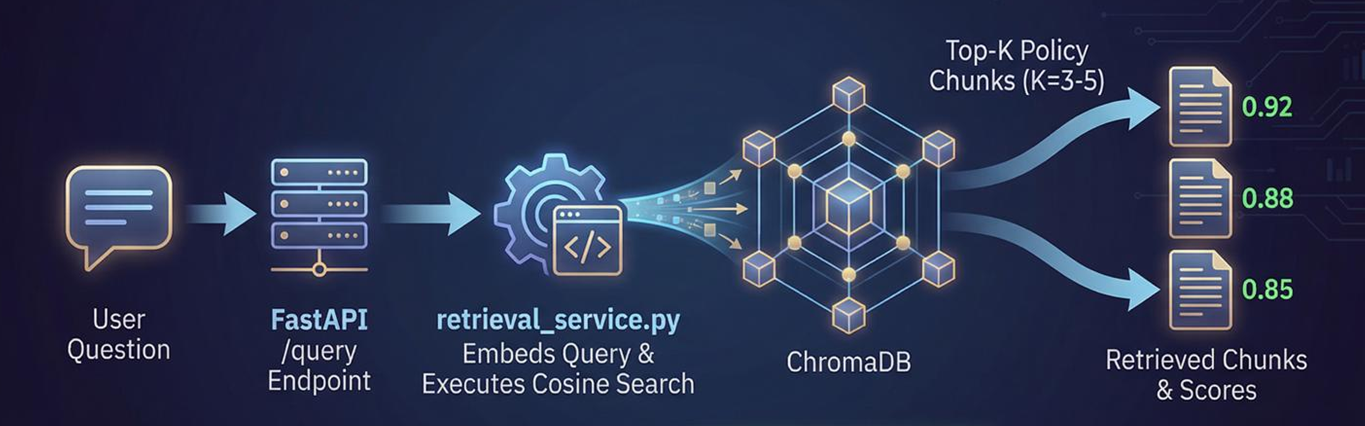 User
Question
FastAPI
/query
Endpoint
retrieval_service.py
Embeds Query &
Executes Cosine Search
</>
ChromaDB
Top-K Policy
Chunks (K=3-5)
0.92
0.88
0.85
Retrieved Chunks
& Scores